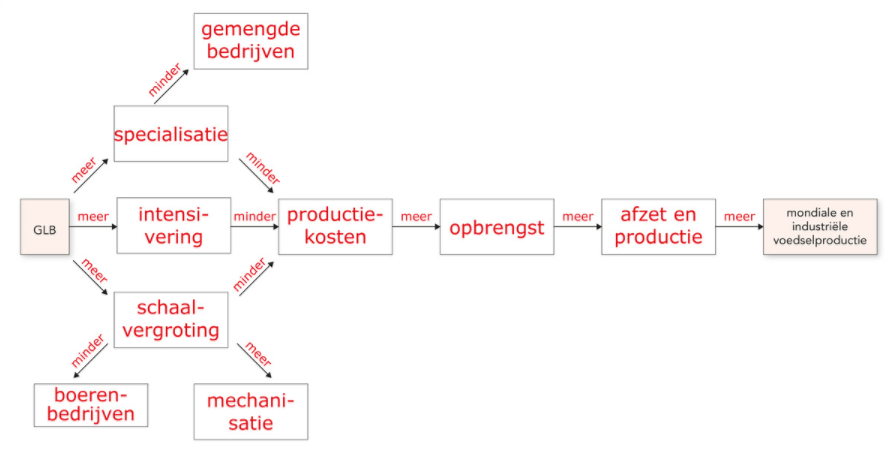 gemengde
bedrijven
minder
specialisatie
meer
minder
GLB
meer
intensi-
vering
minder
productie-
kosten
meer
opbrengst
meer
afzet en
productie
meer
mondiale en
industriële
voedselproductie
meer
minder
schaal-
vergroting
minder
meer
boeren-
bedrijven
mechani-
satie